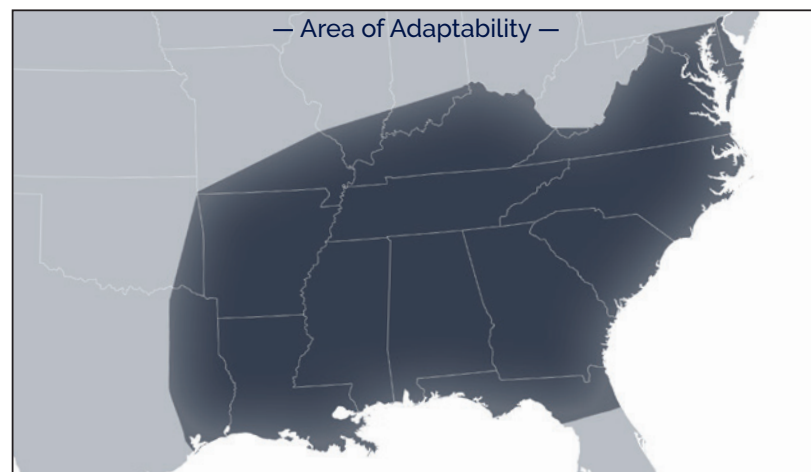 — Area of Adaptability —